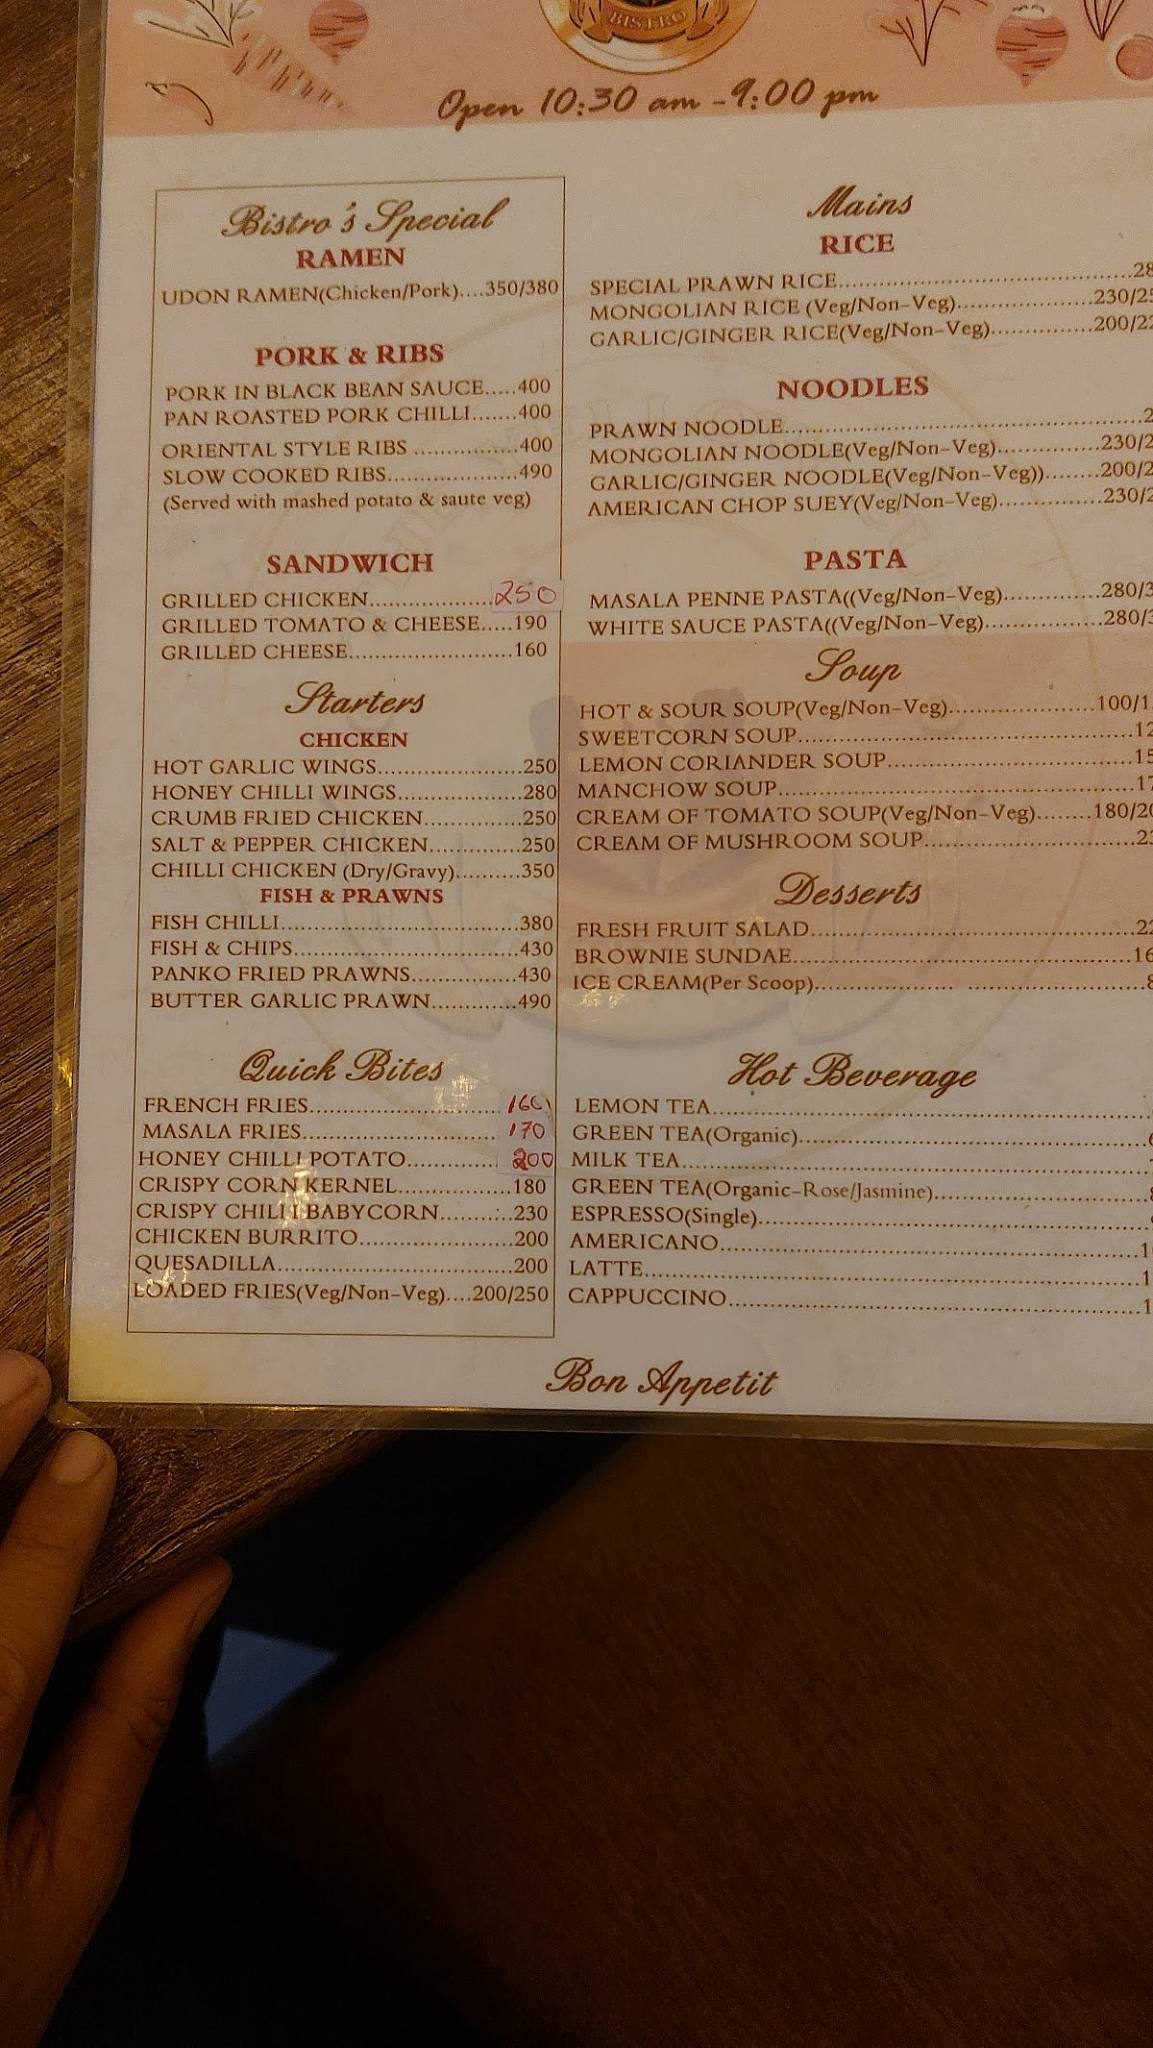 BISTRO
Open 10:30 am - 9:00 pm
Bistro's Special
RAMEN
UDON RAMEN(Chicken/Pork)....350/380
PORK & RIBS
PORK IN BLACK BEAN SAUCE.....400
PAN ROASTED PORK CHILLI.......400
ORIENTAL STYLE RIBS ................400
SLOW COOKED RIBS....................490
(Served with mashed potato & saute veg)
SANDWICH
GRILLED CHICKEN...................250
GRILLED TOMATO & CHEESE.....190
GRILLED CHEESE.........................160
Starters
CHICKEN
HOT GARLIC WINGS......................250
HONEY CHILLI WINGS...................280
CRUMB FRIED CHICKEN...............250
SALT & PEPPER CHICKEN..............250
CHILLI CHICKEN (Dry/Gravy)..........350
FISH & PRAWNS
FISH CHILLI.....................................380
FISH & CHIPS...................................430
PANKO FRIED PRAWNS................430
BUTTER GARLIC PRAWN.............490
Quick Bites
FRENCH FRIES.............................160
MASALA FRIES..............................170
HONEY CHILLI POTATO..............200
CRISPY CORN KERNEL.................180
CRISPY CHILLI BABYCORN..........230
CHICKEN BURRITO.......................200
QUESADILLA...................................200
LOADED FRIES(Veg/Non-Veg)....200/250
Mains
RICE
SPECIAL PRAWN RICE.............................................
MONGOLIAN RICE (Veg/Non-Veg).....................230/
GARLIC/GINGER RICE(Veg/Non-Veg)................200/
NOODLES
PRAWN NOODLE......................................................
MONGOLIAN NOODLE(Veg/Non-Veg)................230/
GARLIC/GINGER NOODLE(Veg/Non-Veg))........200/
AMERICAN CHOP SUEY(Veg/Non-Veg)................230/
PASTA
MASALA PENNE PASTA((Veg/Non-Veg)...............280/
WHITE SAUCE PASTA((Veg/Non-Veg)..................280/
Soup
HOT & SOUR SOUP(Veg/Non-Veg).......................100/
SWEETCORN SOUP...................................................
LEMON CORIANDER SOUP......................................
MANCHOW SOUP......................................................
CREAM OF TOMATO SOUP(Veg/Non-Veg)........180/
CREAM OF MUSHROOM SOUP.................................
Desserts
FRESH FRUIT SALAD.................................................
BROWNIE SUNDAE....................................................
ICE CREAM(Per Scoop)..................... ...........................
Hot Beverage
LEMON TEA................................................................
GREEN TEA(Organic)....................................................
MILK TEA.....................................................................
GREEN TEA(Organic-Rose/Jasmine)................................
ESPRESSO(Single)..........................................................
AMERICANO...............................................................
LATTE...........................................................................
CAPPUCCINO..............................................................
Bon Appetit